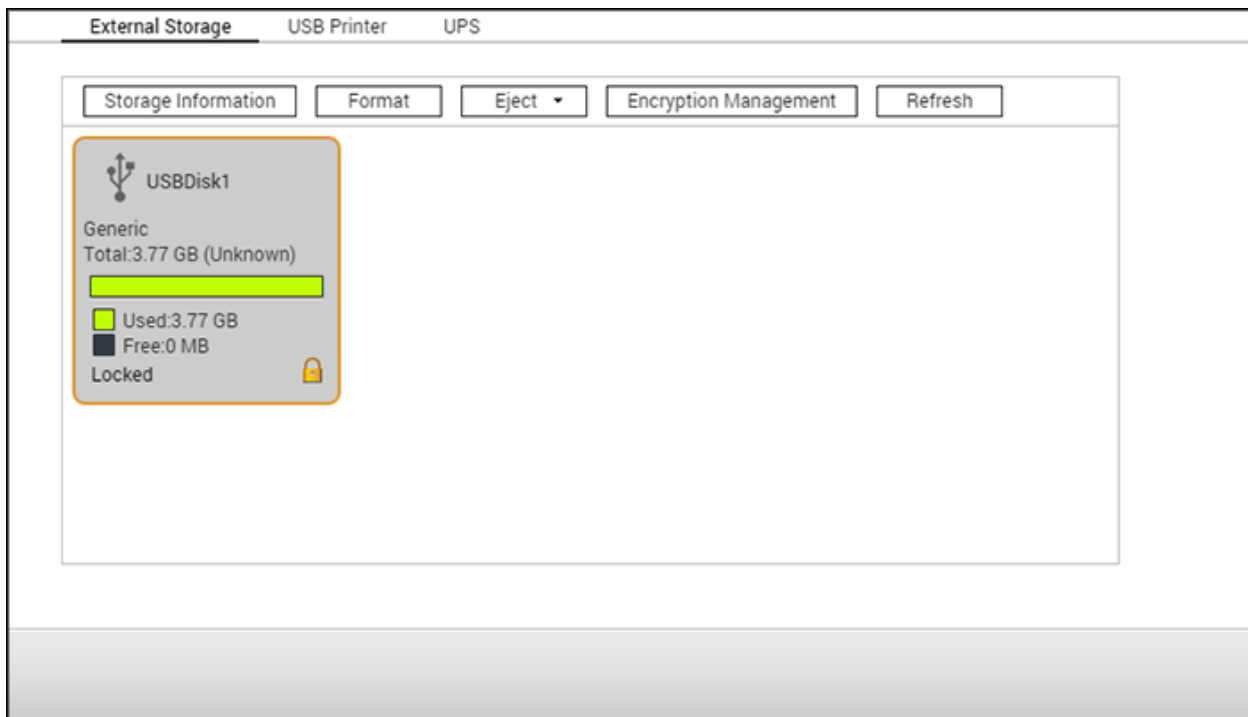 External Storage USB Printer UPS
Storage Information Format Eject Encryption Management Refresh
USBDisk1
Generic
Total:3.77 GB (Unknown)
Used:3.77 GB
Free:0 MB
Locked